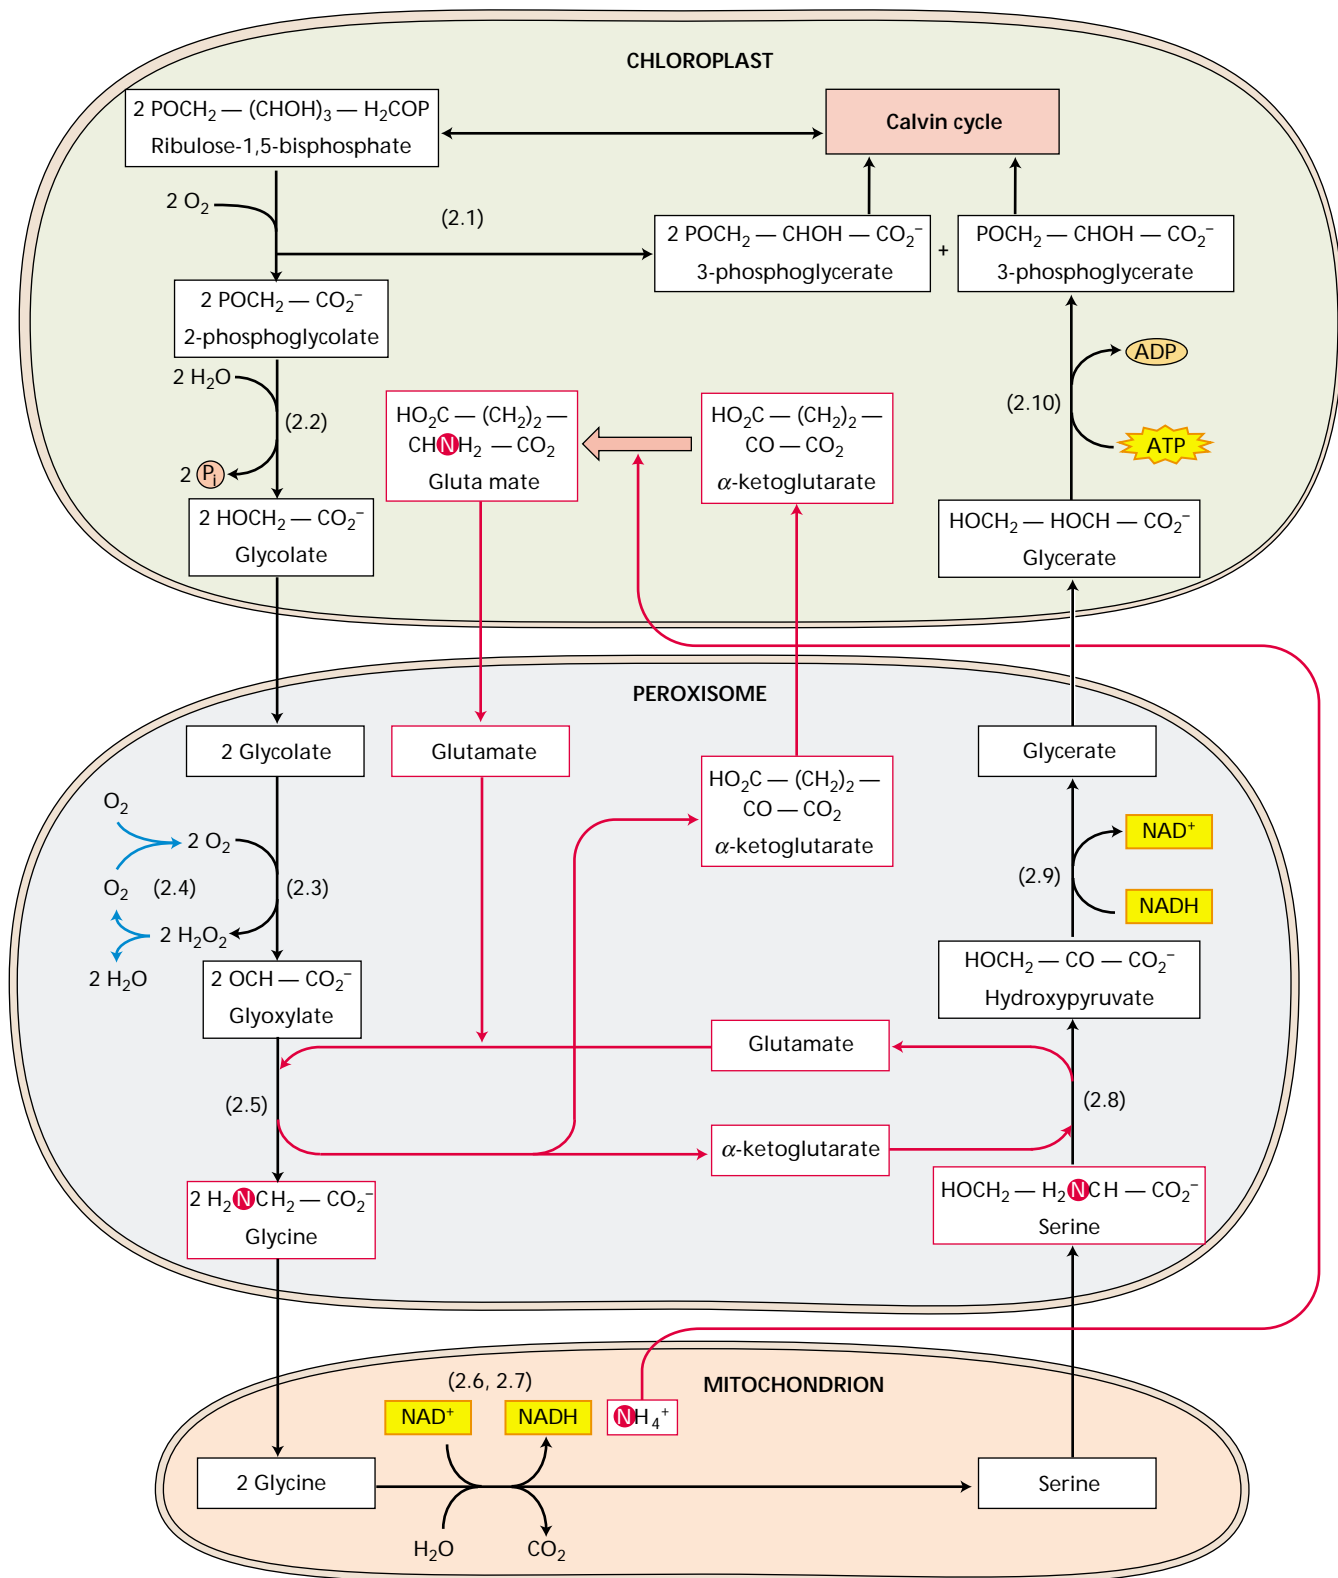 CHLOROPLAST
2 POCH₂ — (CHOH)₃ — H₂COP
Ribulose-1,5-bisphosphate
Calvin cycle
2 O₂
(2.1)
2 POCH₂ — CHOH — CO₂⁻
3-phosphoglycerate
+
POCH₂ — CHOH — CO₂⁻
3-phosphoglycerate
2 POCH₂ — CO₂⁻
2-phosphoglycolate
2 H₂O
(2.2)
2 Pᵢ
HO₂C — (CH₂)₂ —
CHNH₂ — CO₂
Gluta mate
HO₂C — (CH₂)₂ —
CO — CO₂
α-ketoglutarate
ADP
(2.10)
ATP
2 HOCH₂ — CO₂⁻
Glycolate
HOCH₂ — HOCH — CO₂⁻
Glycerate
PEROXISOME
2 Glycolate
Glutamate
HO₂C — (CH₂)₂ —
CO — CO₂
α-ketoglutarate
Glycerate
O₂
2 O₂
O₂
(2.4)
(2.3)
2 H₂O₂
2 H₂O
NAD⁺
(2.9)
NADH
2 OCH — CO₂⁻
Glyoxylate
HOCH₂ — CO — CO₂⁻
Hydroxypyruvate
Glutamate
(2.5)
(2.8)
α-ketoglutarate
2 H₂NCH₂ — CO₂⁻
Glycine
HOCH₂ — H₂NCH — CO₂⁻
Serine
MITOCHONDRION
(2.6, 2.7)
NAD⁺
NADH
NH₄⁺
2 Glycine
Serine
H₂O
CO₂